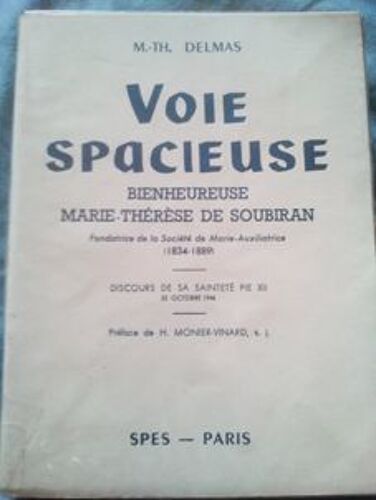 M.-TH. DELMAS
VOIE
SPACIEUSE
BIENHEUREUSE
MARIE-THÉRÈSE DE SOUBIRAN
Fondatrice de la Société de Marie-Auxiliatrice
(1834-1889)
DISCOURS DE SA SAINTETÉ PIE XII
OCTOBRE 1946
Préface de H. MONIER-VINARD, s. j.
SPES — PARIS